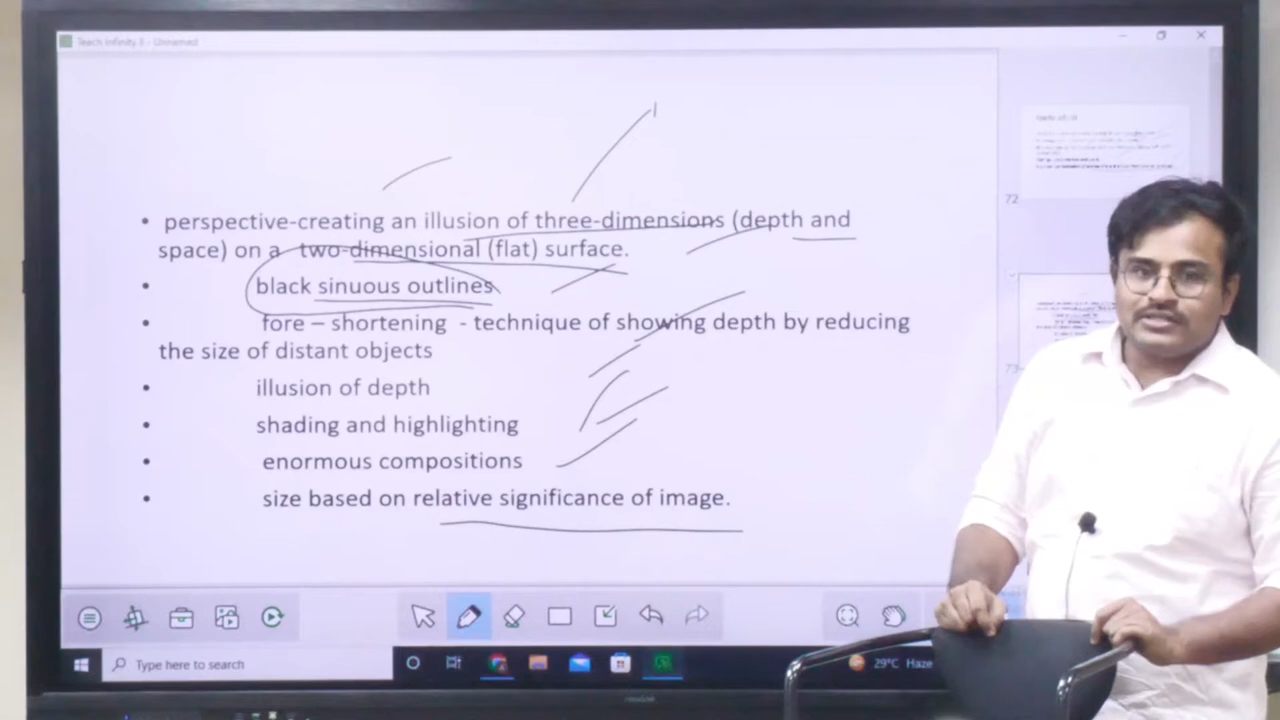 Teach Infinity - Unnamed
• perspective-creating an illusion of three-dimensions (depth and
space) on a two-dimensional (flat) surface.
• black sinuous outlines
• fore – shortening - technique of showing depth by reducing
the size of distant objects
• illusion of depth
• shading and highlighting
• enormous compositions
• size based on relative significance of image.
72
73
Type here to search
29°C Haze